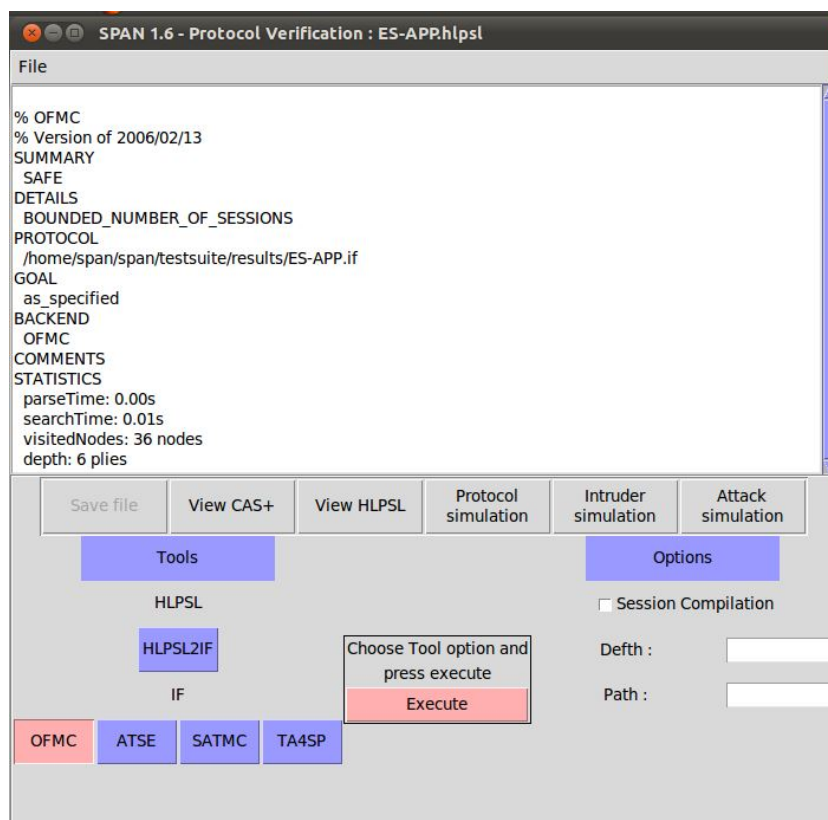 SPAN 1.6 - Protocol Verification : ES-APP.hlpsl
File
% OFMC
% Version of 2006/02/13
SUMMARY
SAFE
DETAILS
BOUNDED_NUMBER_OF_SESSIONS
PROTOCOL
/home/span/span/testsuite/results/ES-APP.if
GOAL
as_specified
BACKEND
OFMC
COMMENTS
STATISTICS
parseTime: 0.00s
searchTime: 0.01s
visitedNodes: 36 nodes
depth: 6 plies
Save file
View CAS+
View HLPSL
Protocol
simulation
Intruder
simulation
Attack
simulation
Tools
Options
HLPSL
Session Compilation
HLPSL2IF
Choose Tool option and
press execute
Execute
Defth :
IF
Path :
OFMC
ATSE
SATMC
TA4SP